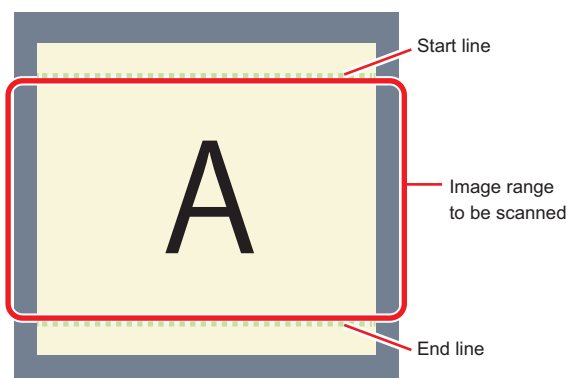 Start line
A
Image range
to be scanned
End line